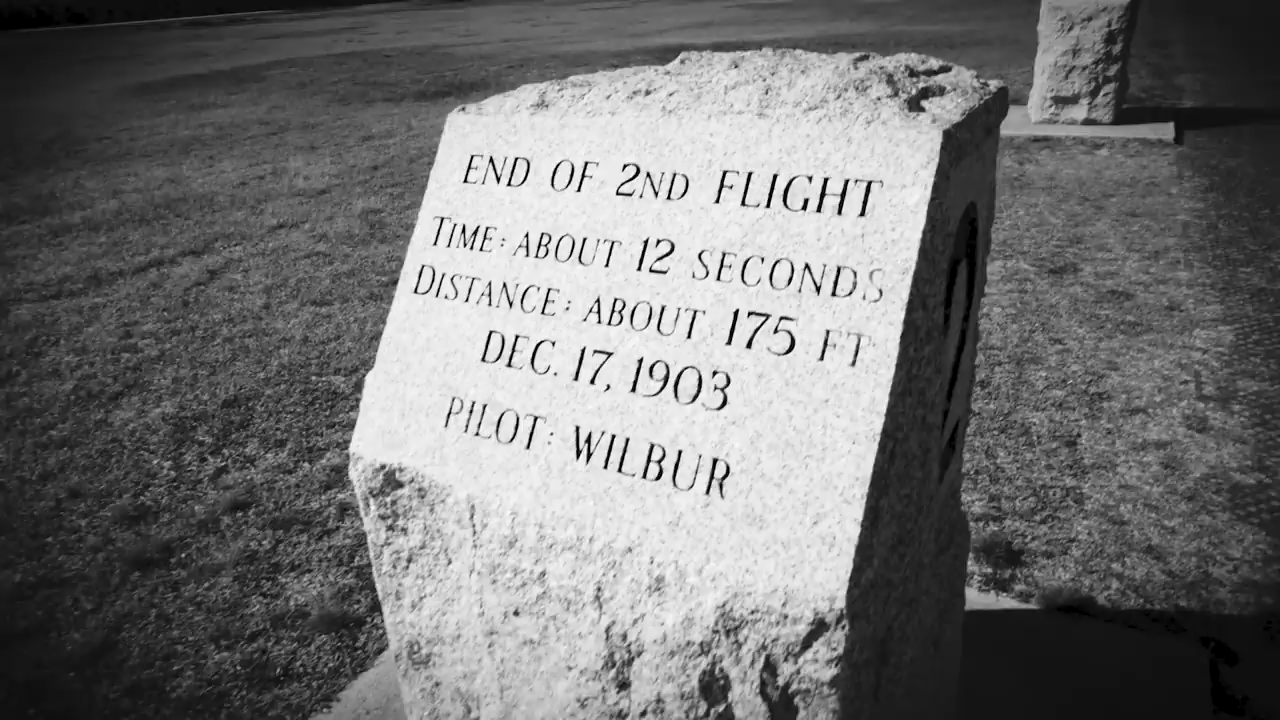 END OF 2ND FLIGHT
TIME: ABOUT 12 SECONDS
DISTANCE: ABOUT 175 FT
DEC. 17, 1903
PILOT: WILBUR